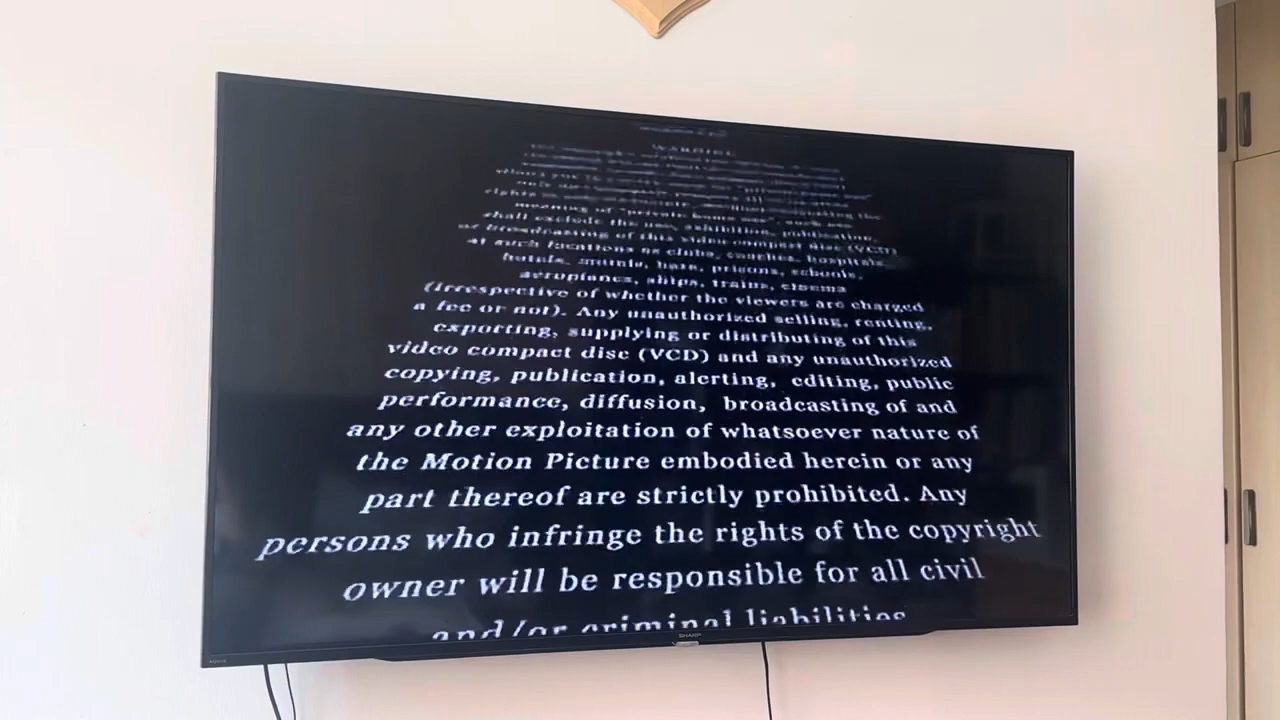 WARNING
meaning of "private home use"
shall exclude the use, exhibition, publication,
or broadcasting of this video compact disc (VCD)
at such locations as clubs, coaches, hospitals,
hotels, motels, bars, prisons, schools,
aeroplances, ships, trains, cinema
(irrespective of whether the viewers are charged
a fee or not). Any unauthorized selling, renting,
exporting, supplying or distributing of this
video compact disc (VCD) and any unauthorized
copying, publication, alerting, editing, public
performance, diffusion, broadcasting of and
any other exploitation of whatsoever nature of
the Motion Picture embodied herein or any
part thereof are strictly prohibited. Any
persons who infringe the rights of the copyright
owner will be responsible for all civil
and/or criminal liabilities
SHARP